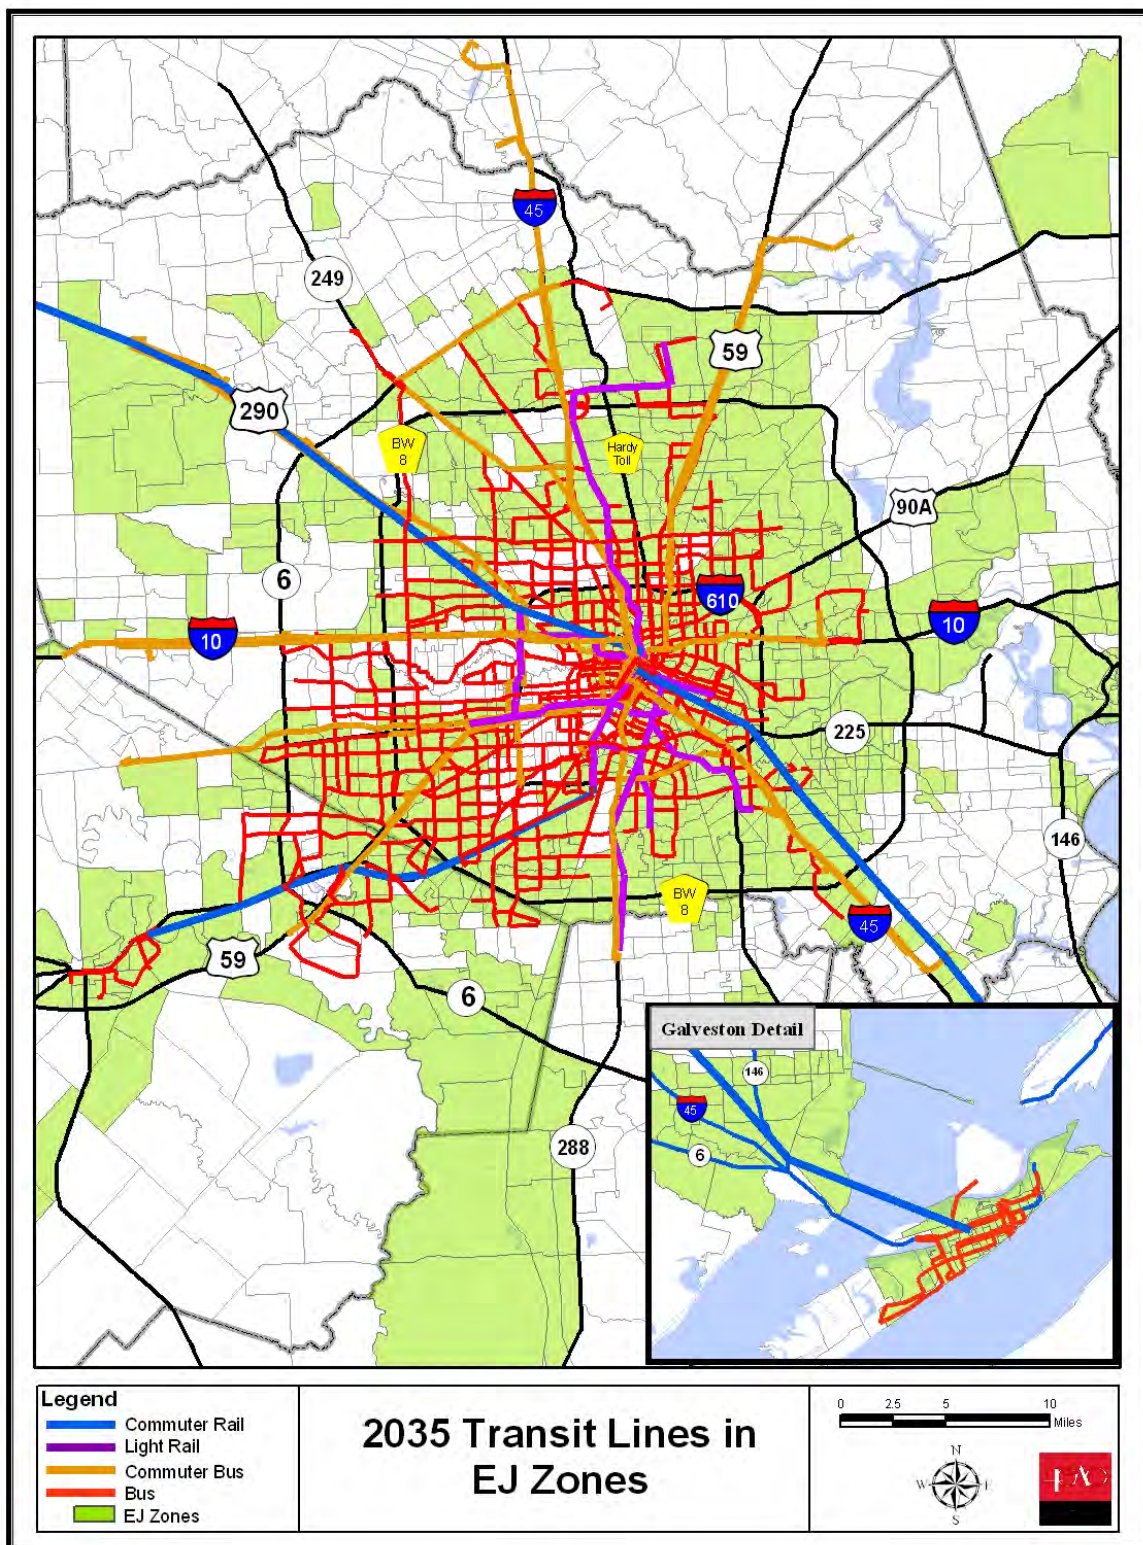 45
249
59
290
BW
8
Hardy
Toll
90A
6
610
10
10
225
146
BW
8
45
59
6
Galveston Detail
146
45
6
288
Legend
Commuter Rail
Light Rail
Commuter Bus
Bus
EJ Zones
2035 Transit Lines in
EJ Zones
0 2.5 5 10
Miles
N
W E
S